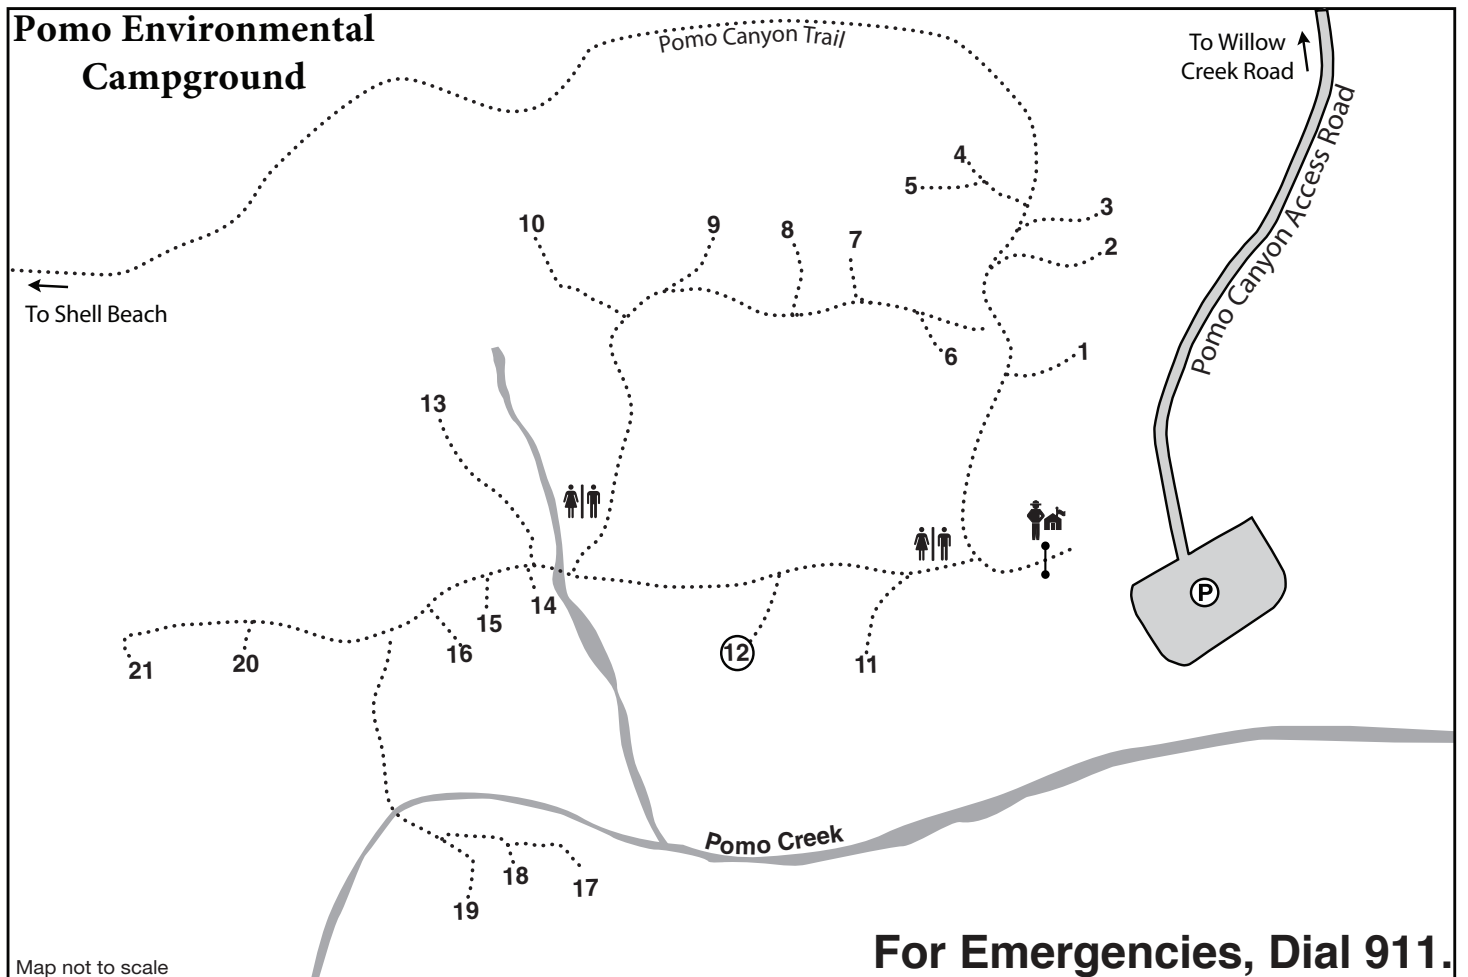 Pomo Environmental
Campground
Pomo Canyon Trail
To Willow
Creek Road
Pomo Canyon Access Road
4
5
3
10
9
8
7
2
To Shell Beach
6
1
13
P
14
15
16
12
11
21
20
Pomo Creek
18
17
19
For Emergencies, Dial 911.
Map not to scale